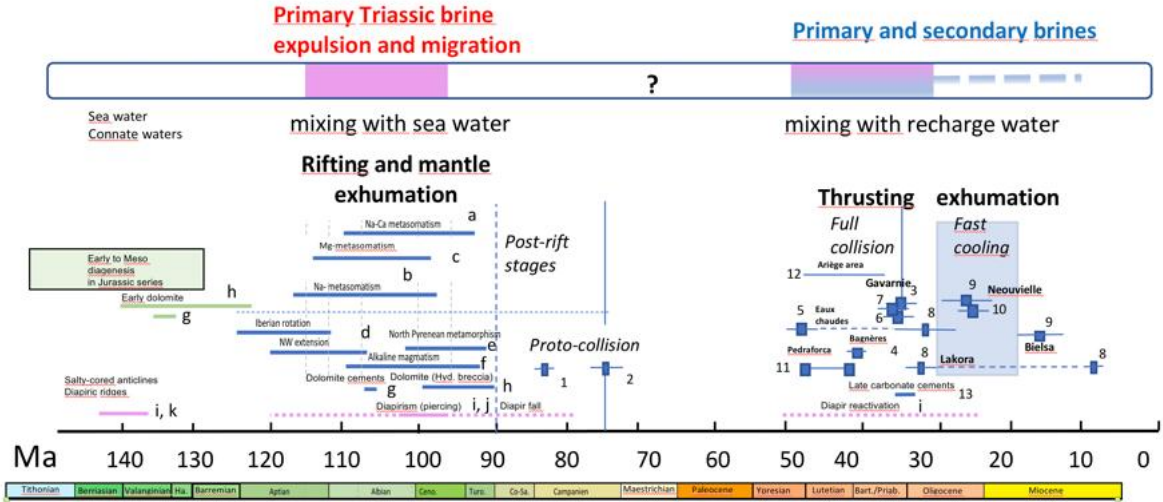 Primary Triassic brine
expulsion and migration
Primary and secondary brines
?
Sea water
Connate waters
mixing with sea water
mixing with recharge water
Rifting and mantle
exhumation
Thrusting exhumation
Full
collision
Fast
cooling
a
Na-Ca metasomatism
Post-rift
stages
Mg-metasomatism
c
Early to Meso
diagenesis
in Jurassic series
b
Na- metasomatism
12
Ariège area
Gavarnie
3
7
6
9
Neouvielle
10
Early dolomite
h
g
Iberian rotation
d
NW extension
North Pyrenean metamorphism
e
Alkaline magmatism
f
Proto-collision
1
2
5
Eaux
chaudes
8
9
Bielsa
Pedraforca
11
Bagnères
4
8
Lakora
8
Salty-cored anticlines
Diapiric ridges
i, k
Dolomite cements
g
Dolomite (Hyd. breccia)
h
Diapirism (piercing)
i, j
Diapir fall
Late carbonate cements
13
Diapir reactivation
i
Ma
140 130 120 110 100 90 80 70 60 50 40 30 20 10 0
Tithonian Berriasian Valanginian Ha. Barremian Aptian Albian Ceno. Turo. Co-Sa. Campanien Maestrichian Paleocene Yoresian Lutetian Bart./Priab. Oligocene Miocene